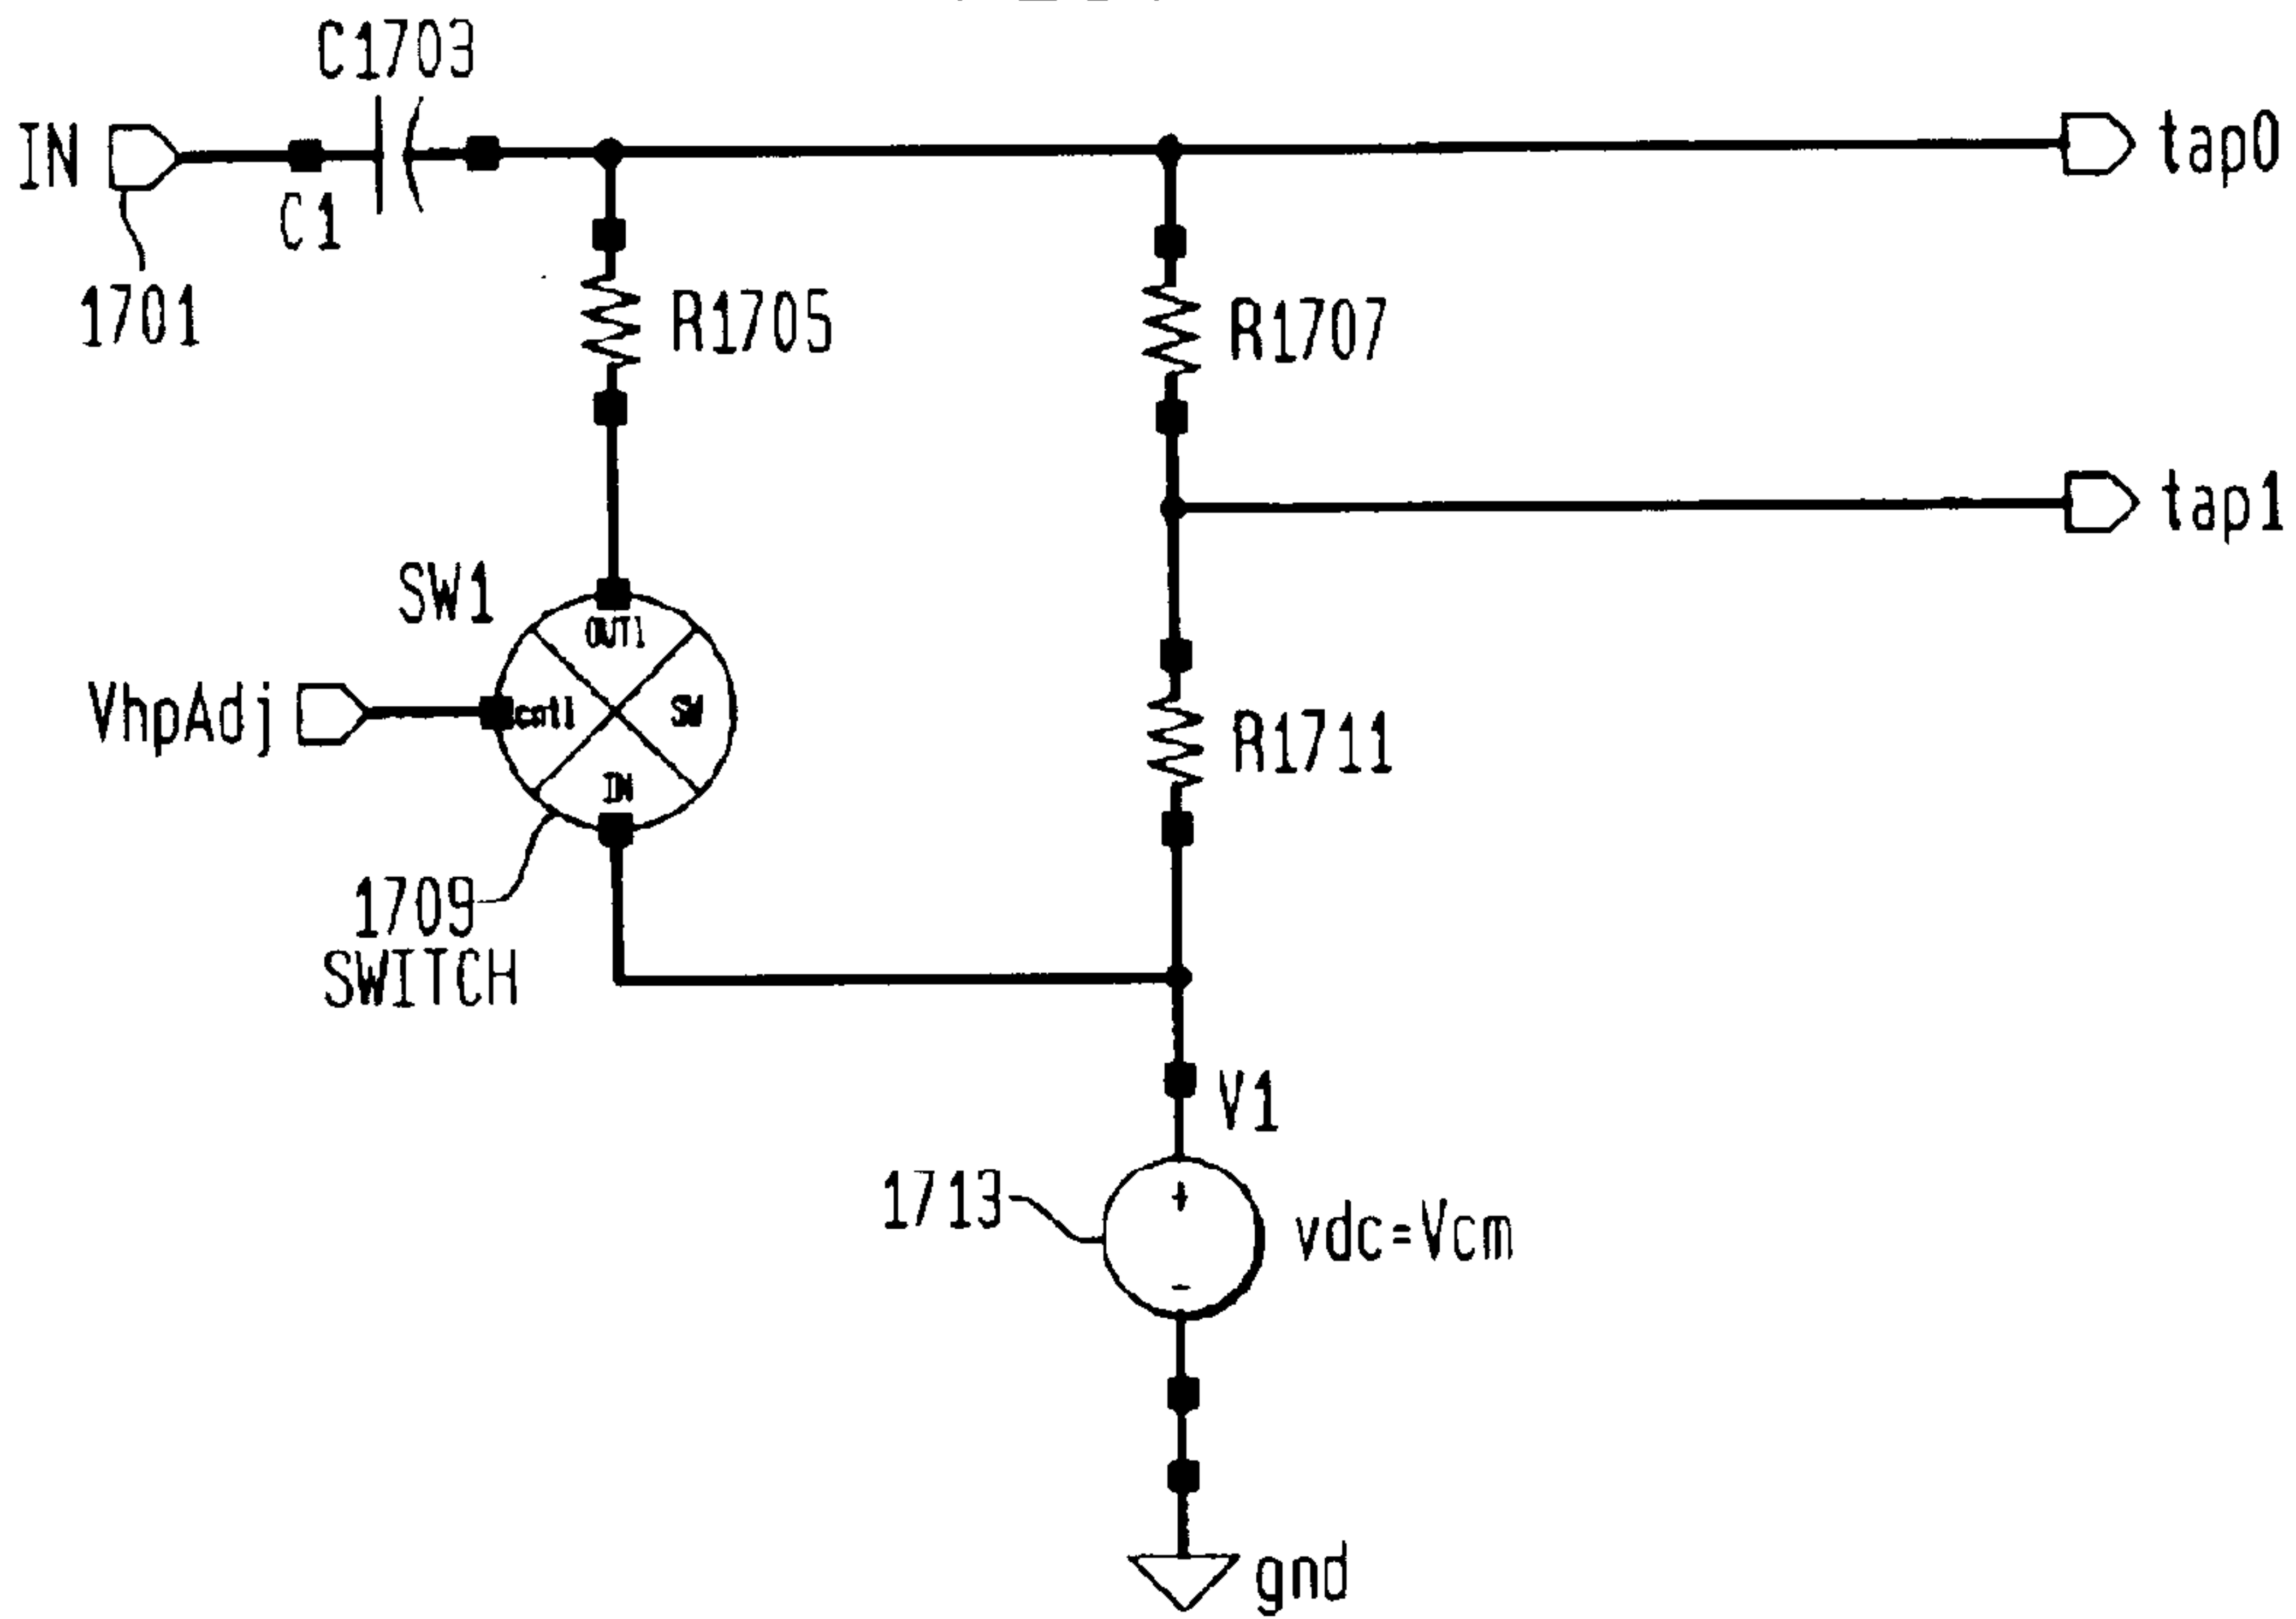 C1703
IN
tap0
C1
1701
R1705
R1707
tap1
SW1
OUT1
VhpAdj
SW
R1711
IN
1709
SWITCH
V1
1713
+
vdc=Vcm
-
gnd